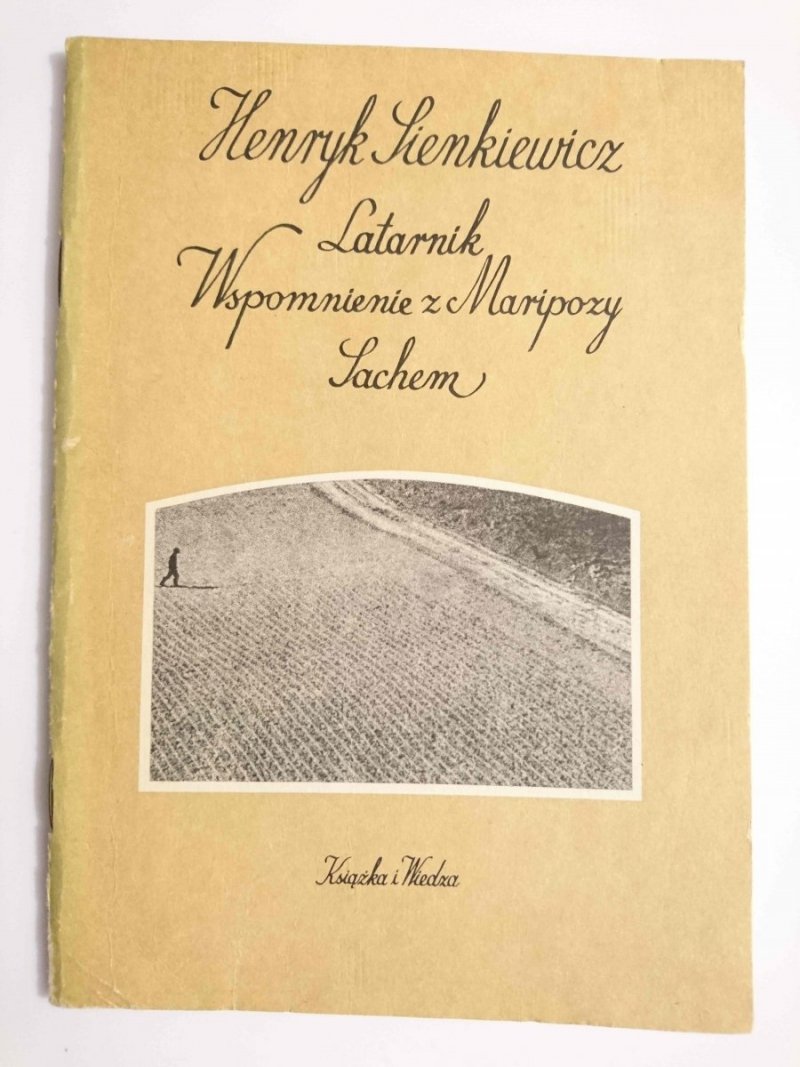 Henryk Sienkiewicz
Latarnik
Wspomnienie z Maripozy
Sachem
Książka i Wiedza